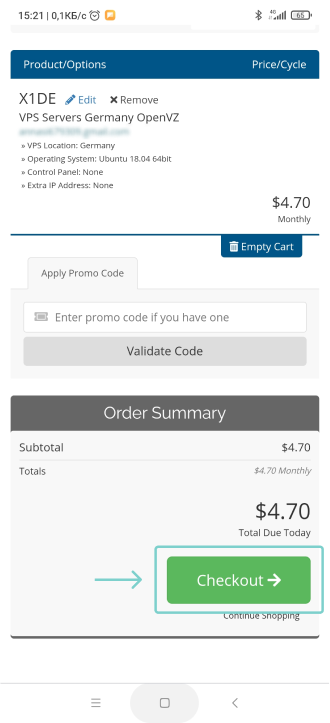 15:21 | 0,1КБ/с
4G
65
Product/Options Price/Cycle
X1DE Edit Remove
VPS Servers Germany OpenVZ
» VPS Location: Germany
» Operating System: Ubuntu 18.04 64bit
» Control Panel: None
» Extra IP Address: None
$4.70
Monthly
Empty Cart
Apply Promo Code
Enter promo code if you have one
Validate Code
Order Summary
Subtotal $4.70
Totals $4.70 Monthly
$4.70
Total Due Today
Checkout
Continue Shopping